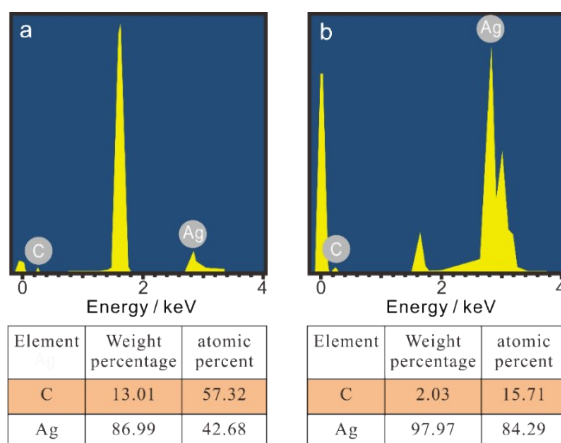 a
C
Ag
0
2
4
Energy / keV
Element
Ag
Weight
percentage
atomic
percent
C
13.01
57.32
Ag
86.99
42.68
b
Ag
C
0
2
4
Energy / keV
Element
Weight
percentage
atomic
percent
C
2.03
15.71
Ag
97.97
84.29